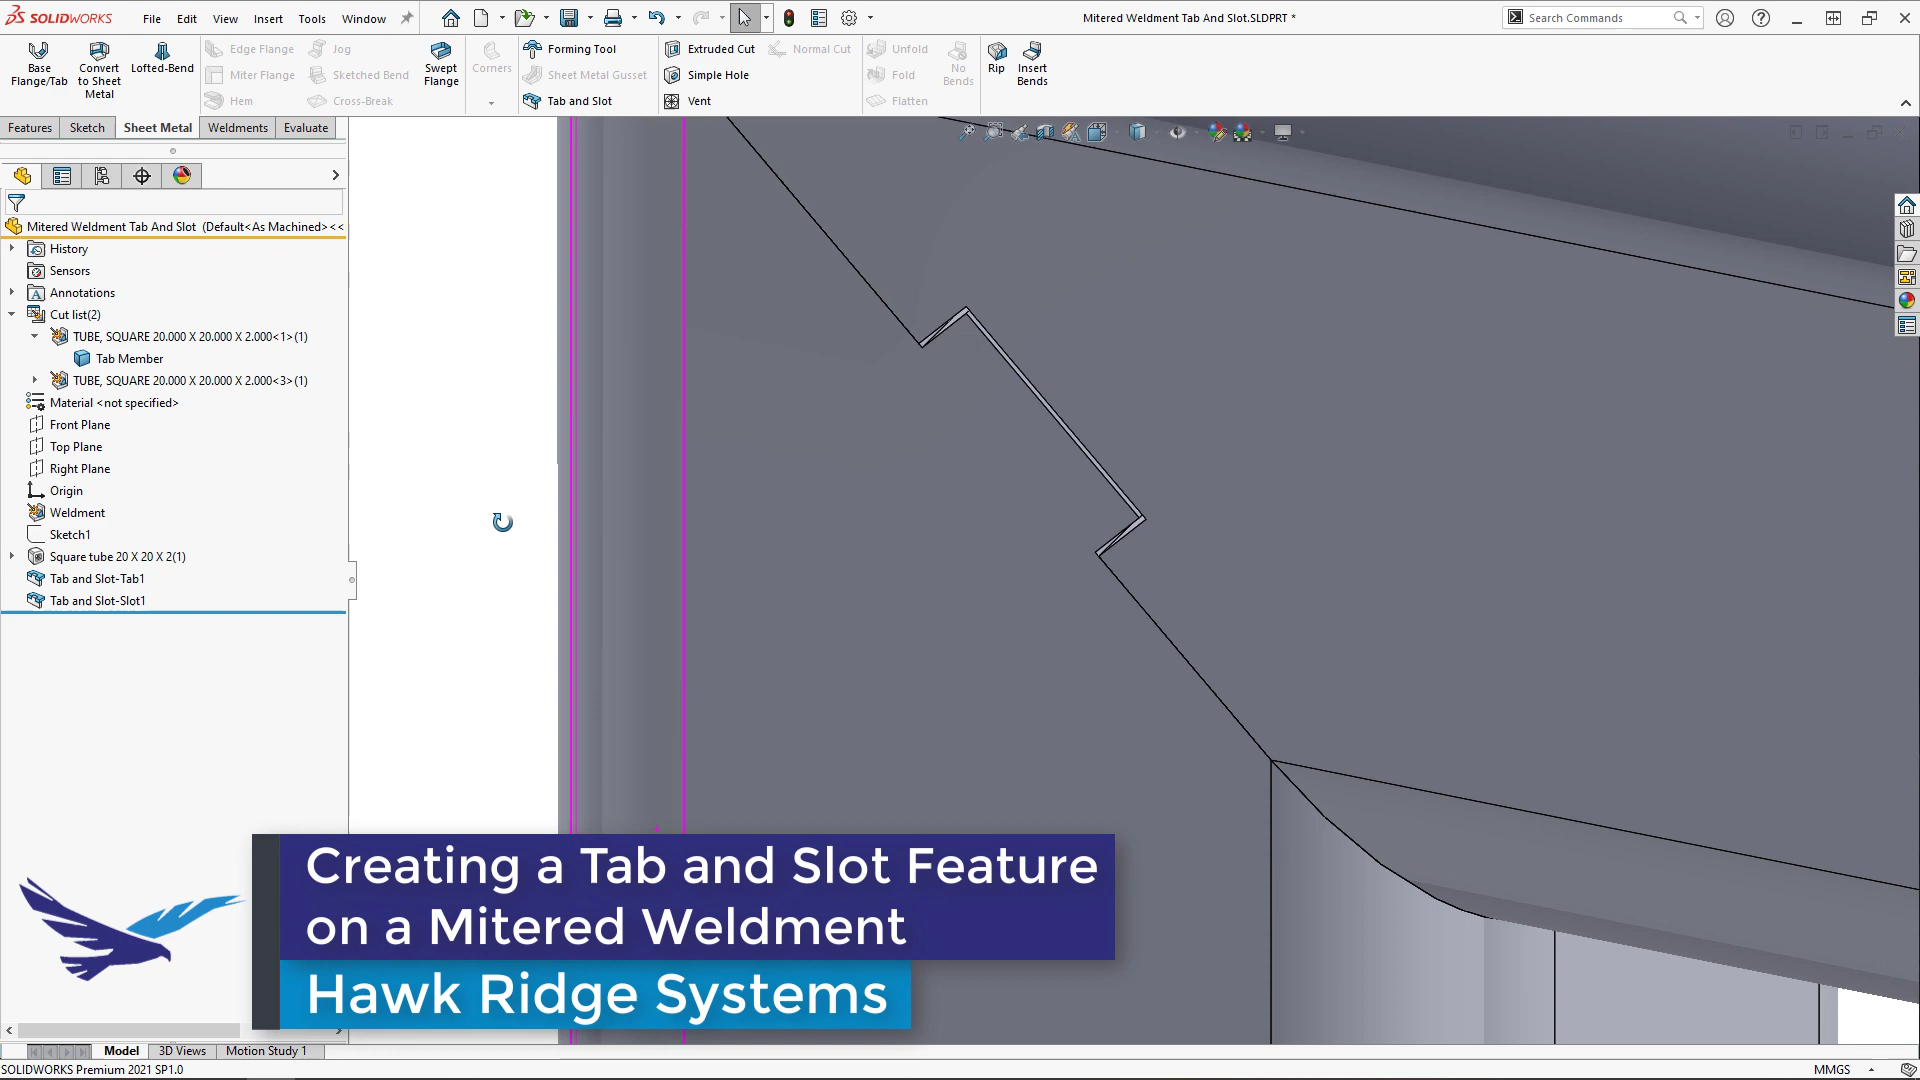 SOLIDWORKS File Edit View Insert Tools Window Mitered Weldment Tab And Slot.SLDPRT * Search Commands
Base Flange/Tab
Convert to Sheet Metal
Lofted-Bend
Edge Flange
Miter Flange
Hem
Jog
Sketched Bend
Cross-Break
Swept Flange
Corners
Forming Tool
Sheet Metal Gusset
Tab and Slot
Extruded Cut
Simple Hole
Vent
Normal Cut
Unfold
Fold
Flatten
No Bends
Rip
Insert Bends
Features Sketch Sheet Metal Weldments Evaluate
Mitered Weldment Tab And Slot (Default<As Machined><<
History
Sensors
Annotations
Cut list(2)
TUBE, SQUARE 20.000 X 20.000 X 2.000<1>(1)
Tab Member
TUBE, SQUARE 20.000 X 20.000 X 2.000<3>(1)
Material <not specified>
Front Plane
Top Plane
Right Plane
Origin
Weldment
Sketch1
Square tube 20 X 20 X 2(1)
Tab and Slot-Tab1
Tab and Slot-Slot1
Creating a Tab and Slot Feature
on a Mitered Weldment
Hawk Ridge Systems
Model 3D Views Motion Study 1
SOLIDWORKS Premium 2021 SP1.0 MMGS